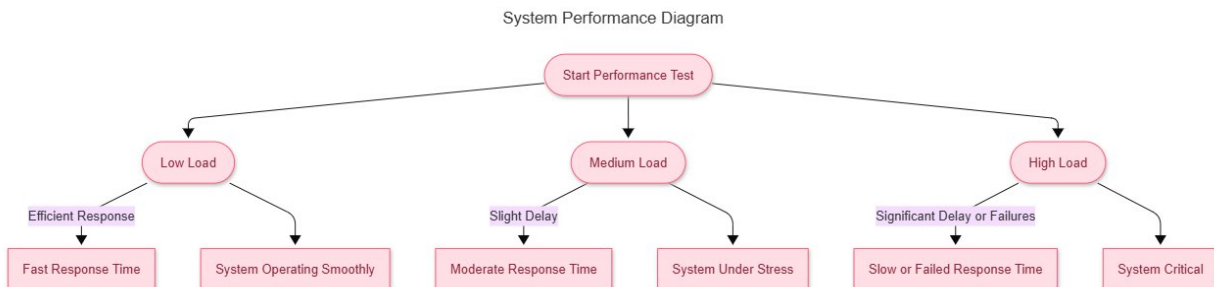 System Performance Diagram
Start Performance Test
Low Load
Medium Load
High Load
Efficient Response
Slight Delay
Significant Delay or Failures
Fast Response Time
System Operating Smoothly
Moderate Response Time
System Under Stress
Slow or Failed Response Time
System Critical